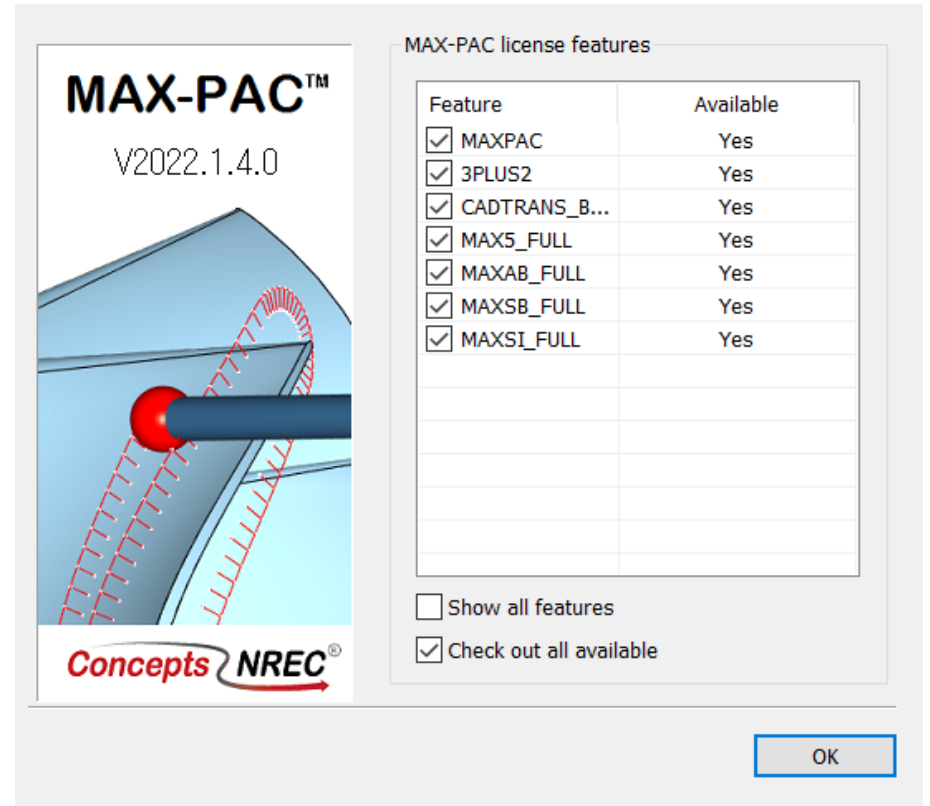 MAX-PAC™
V2022.1.4.0
Concepts NREC®
MAX-PAC license features
Feature Available
MAXPAC Yes
3PLUS2 Yes
CADTRANS_B... Yes
MAX5_FULL Yes
MAXAB_FULL Yes
MAXSB_FULL Yes
MAXSI_FULL Yes
Show all features
Check out all available
OK